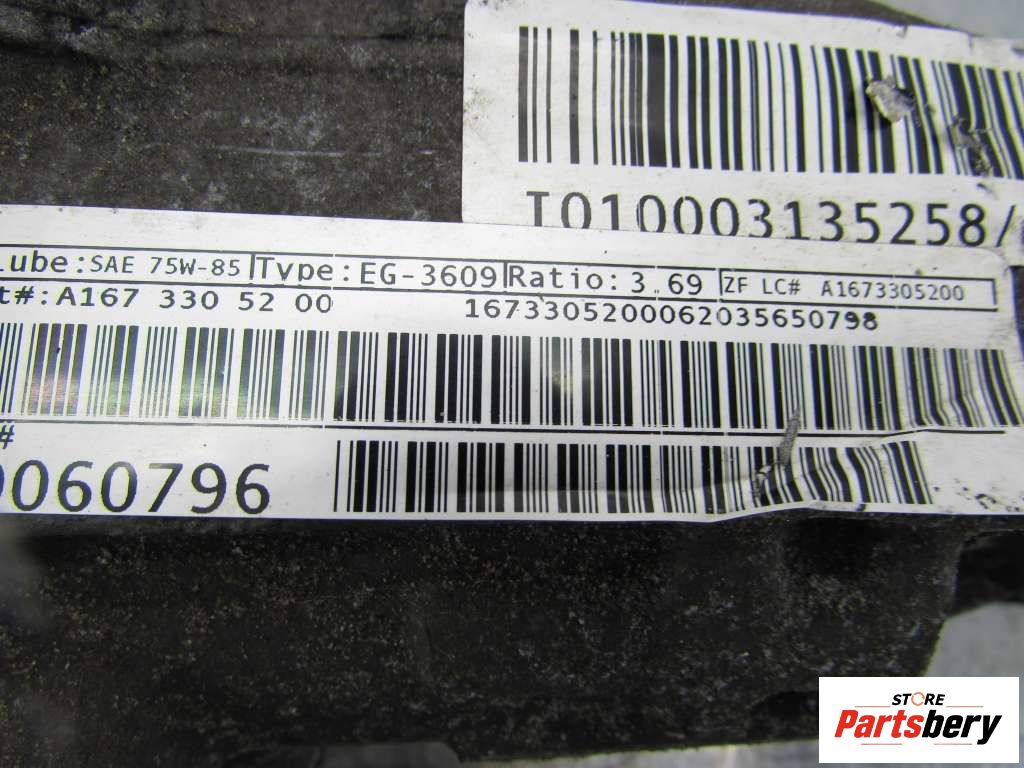 T010003135258/
Lube: SAE 75W-85 Type: EG-3609 Ratio: 3.69 ZF LC# A1673305200
t#: A167 330 52 00 1673305200062035650798
#
0060796
STORE
Partsbery